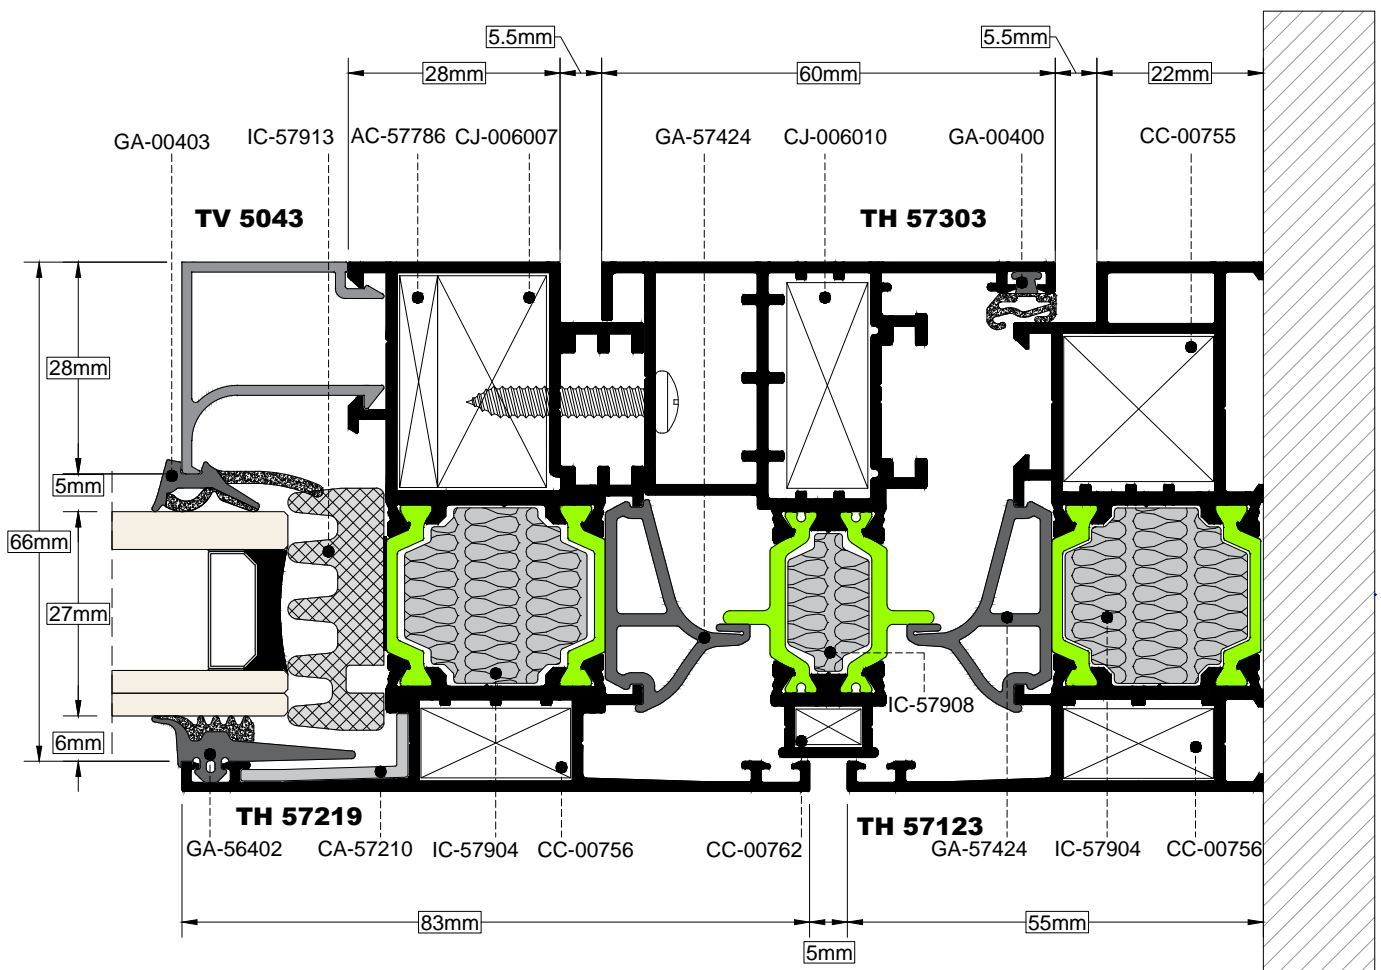 5.5mm 5.5mm
28mm 60mm 22mm
GA-00403 IC-57913 AC-57786 CJ-006007 GA-57424 CJ-006010 GA-00400 CC-00755
TV 5043 TH 57303
28mm
5mm
66mm
27mm
6mm
IC-57908
TH 57219 TH 57123
GA-56402 CA-57210 IC-57904 CC-00756 CC-00762 GA-57424 IC-57904 CC-00756
83mm 55mm
5mm